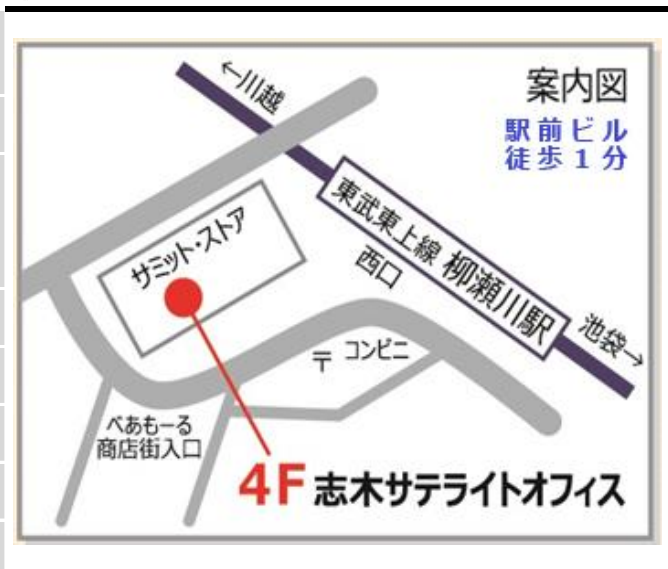 案内図
駅前ビル
徒歩1分
←川越
東武東上線 柳瀬川駅
西口
池袋→
サミット・ストア
〒 コンビニ
ぺあもーる
商店街入口
4F 志木サテライトオフィス